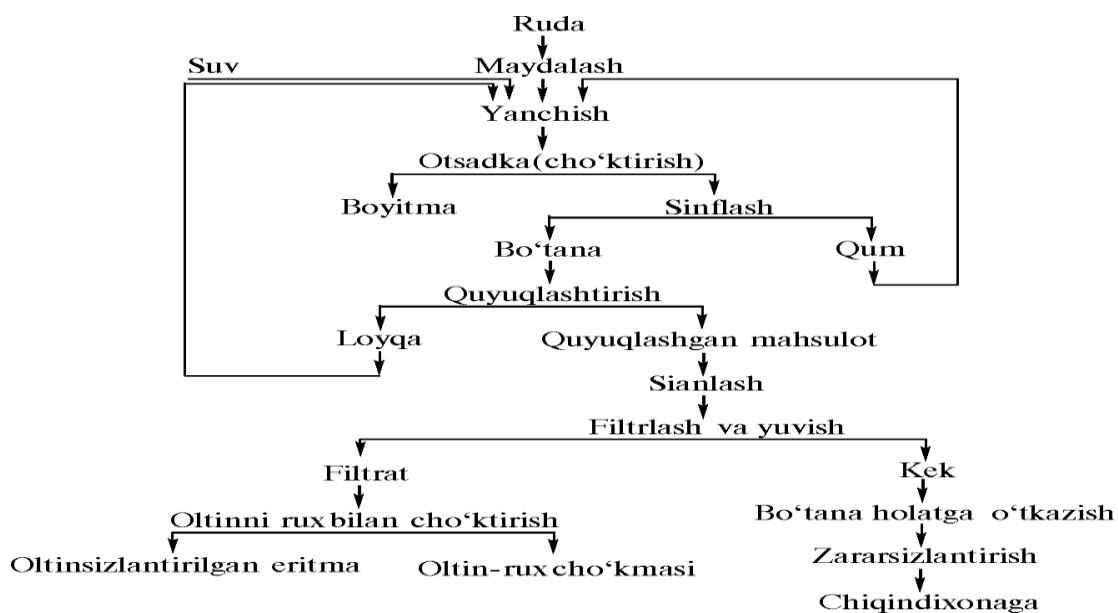 Ruda
Suv Maydalash
Yanchish
Otsadka(cho‘ktirish)
Boyitma Sinflash
Bo‘tana Qum
Quyuqlashtirish
Loyqa Quyuqlashgan mahsulot
Sianlash
Filtrlash va yuvish
Filtrat Kek
Oltinni rux bilan cho‘ktirish Bo‘tana holatga o‘tkazish
Oltinsizlantirilgan eritma Oltin-rux cho‘kmasi Zararsizlantirish
Chiqindixonaga